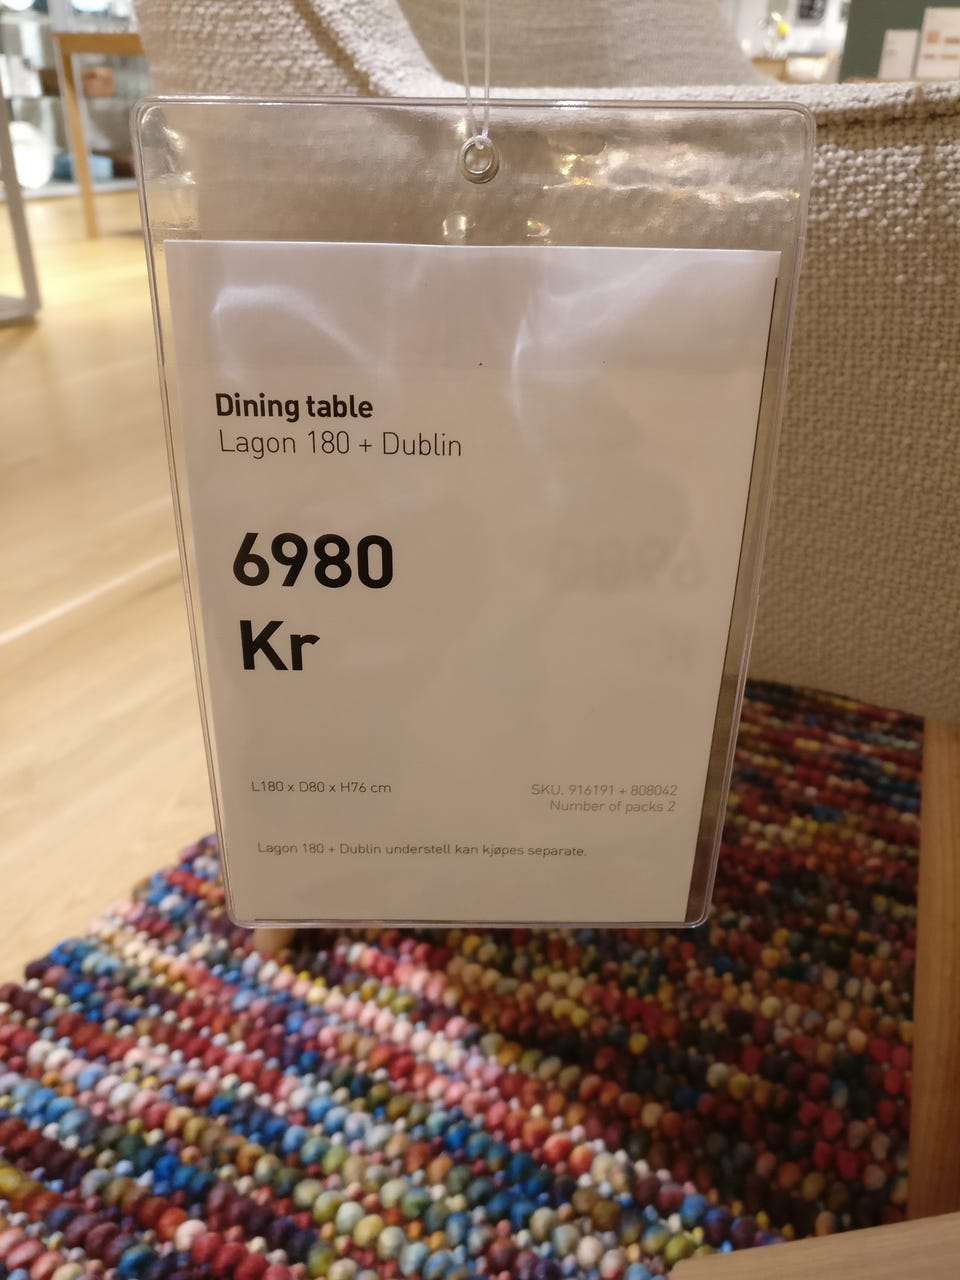 Dining table
Lagon 180 + Dublin
6980
Kr
L180 x D80 x H76 cm
SKU. 916191 + 808042
Number of packs 2
Lagon 180 + Dublin understell kan kjøpes separate.